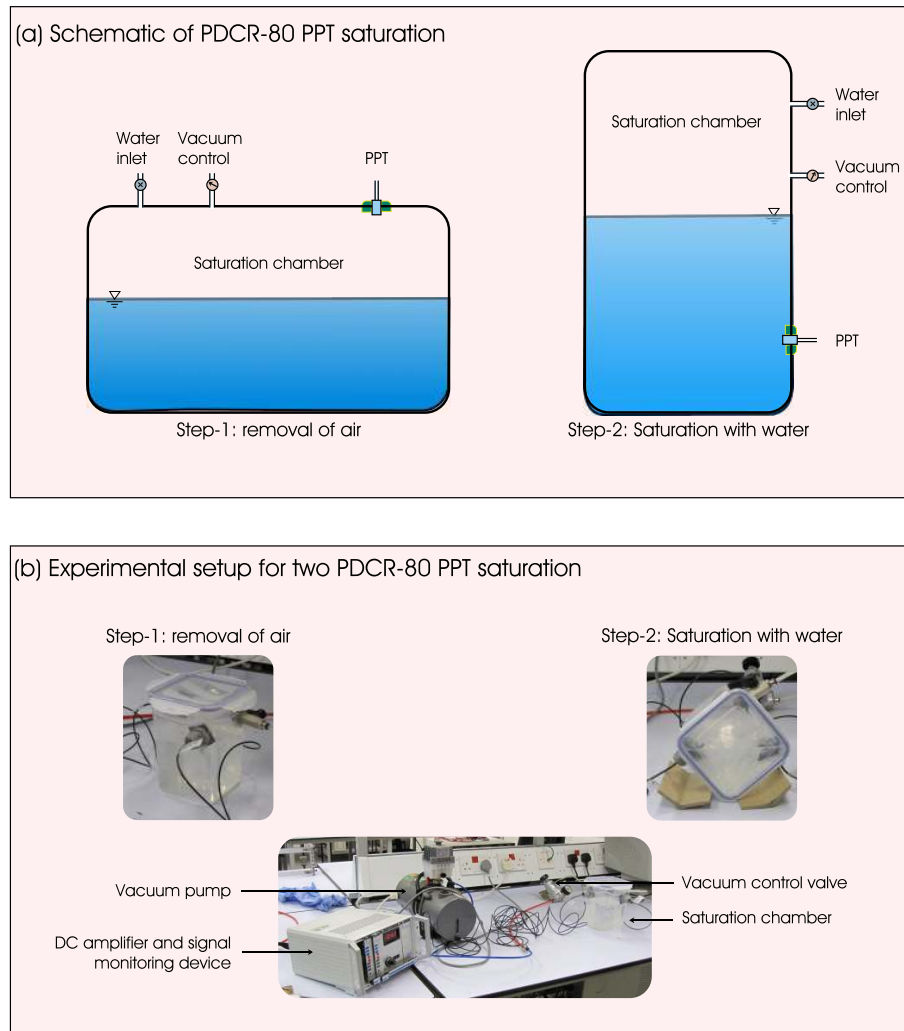 (a) Schematic of PDCR-80 PPT saturation
Water
inlet
Vacuum
control
PPT
Saturation chamber
Step-1: removal of air
Saturation chamber
Water
inlet
Vacuum
control
PPT
Step-2: Saturation with water
(b) Experimental setup for two PDCR-80 PPT saturation
Step-1: removal of air
Step-2: Saturation with water
Vacuum pump
DC amplifier and signal
monitoring device
Vacuum control valve
Saturation chamber